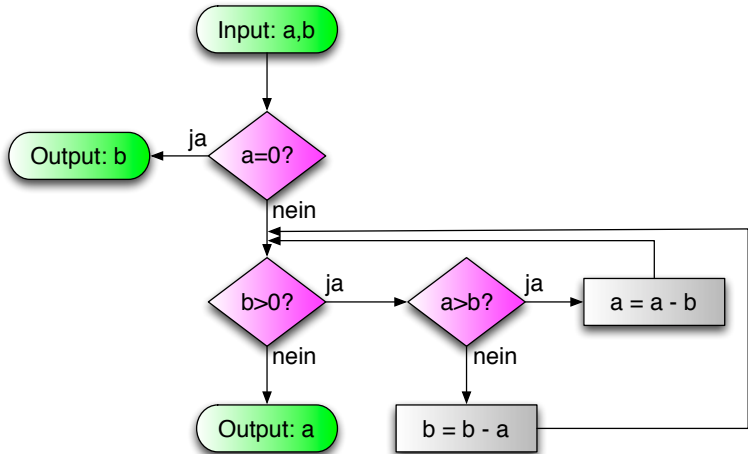 Input: a,b
ja
Output: b
a=0?
nein
b>0?
ja
a>b?
ja
a = a - b
nein
nein
Output: a
b = b - a